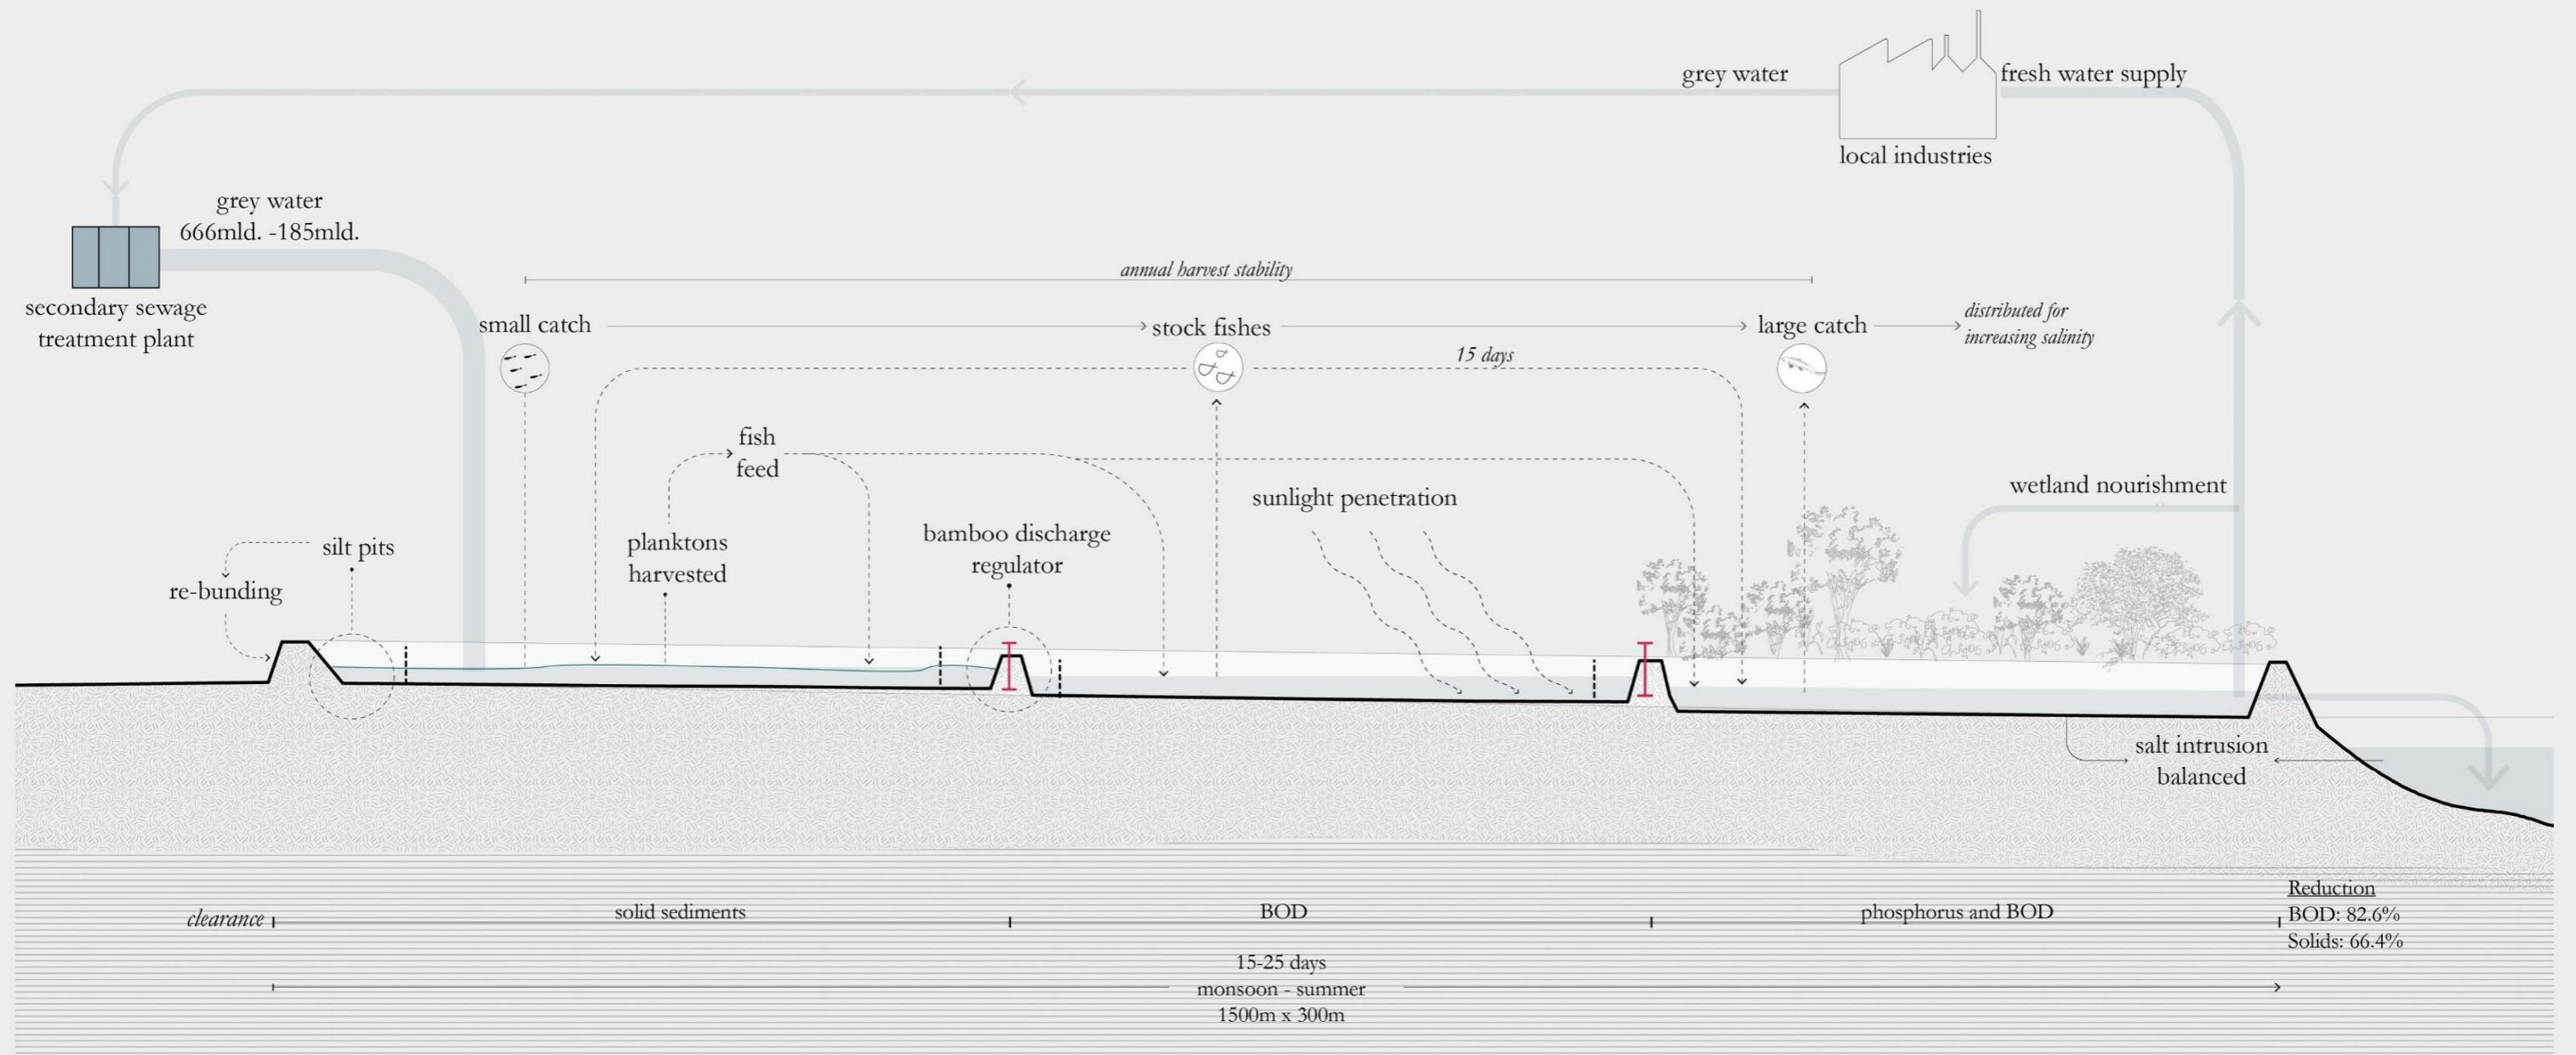 grey water
fresh water supply
local industries
grey water
666mld. -185mld.
secondary sewage
treatment plant
annual harvest stability
small catch
stock fishes
large catch
distributed for
increasing salinity
15 days
fish
feed
sunlight penetration
wetland nourishment
silt pits
re-bunding
planktons
harvested
bamboo discharge
regulator
salt intrusion
balanced
clearance
solid sediments
BOD
phosphorus and BOD
Reduction
BOD: 82.6%
Solids: 66.4%
15-25 days
monsoon - summer
1500m x 300m